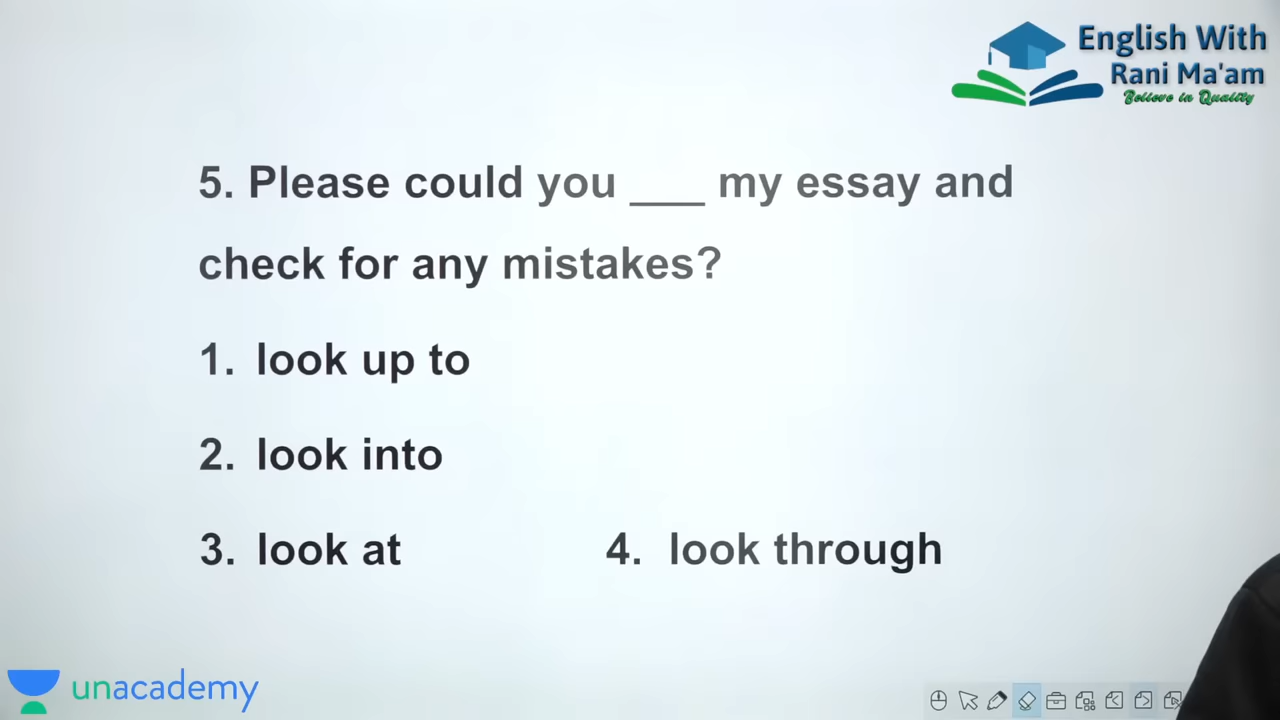 English With
Rani Ma'am
Believe in Quality
5. Please could you ___ my essay and
check for any mistakes?
1. look up to
2. look into
3. look at 4. look through
unacademy